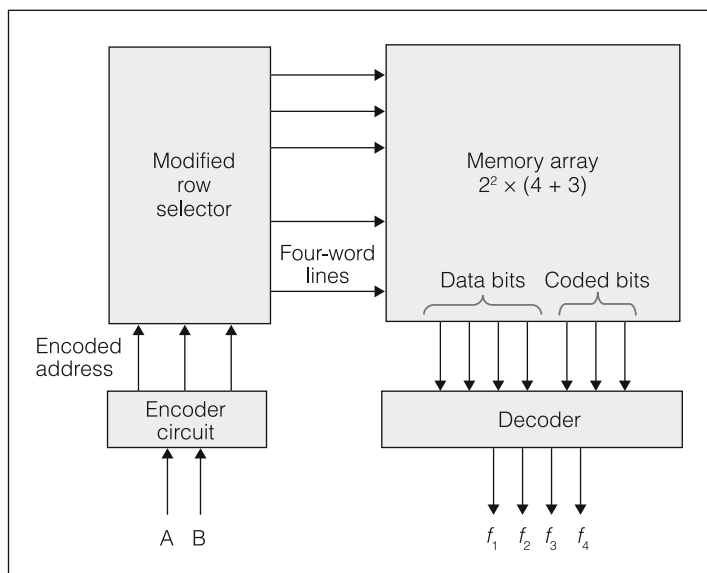 Modified
row
selector
Memory array
2² × (4 + 3)
Four-word
lines
Data bits
Coded bits
Encoded
address
Encoder
circuit
Decoder
A B
f₁ f₂ f₃ f₄